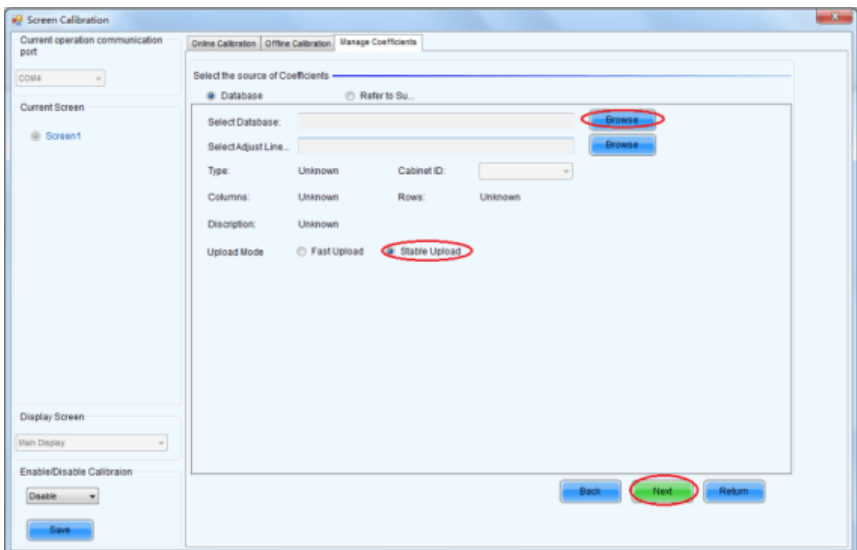 Screen Calibration
Current operation communication
port
COM4
Current Screen
Screen1
Display Screen
Main Display
Enable/Disable Calibraion
Disable
Save
Online Calibration
Offline Calibration
Manage Coefficients
Select the source of Coefficients
Database
Refer to Su...
Select Database:
Browse
Select Adjust Line...
Browse
Type:
Unknown
Cabinet ID:
Columns:
Unknown
Rows:
Unknown
Discription:
Unknown
Upload Mode
Fast Upload
Stable Upload
Back
Next
Return